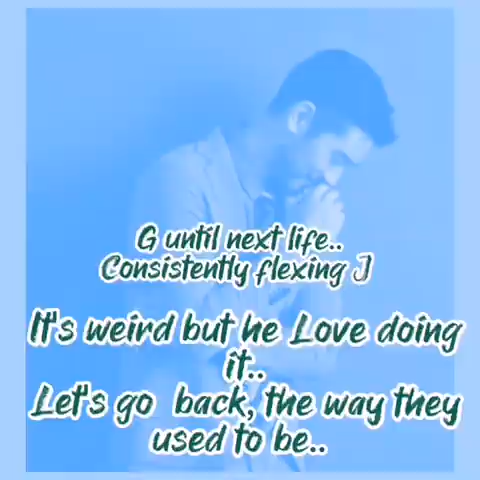 G until next life..
Consistently flexing J
It's weird but he Love doing
it..
Let's go back, the way they
used to be..